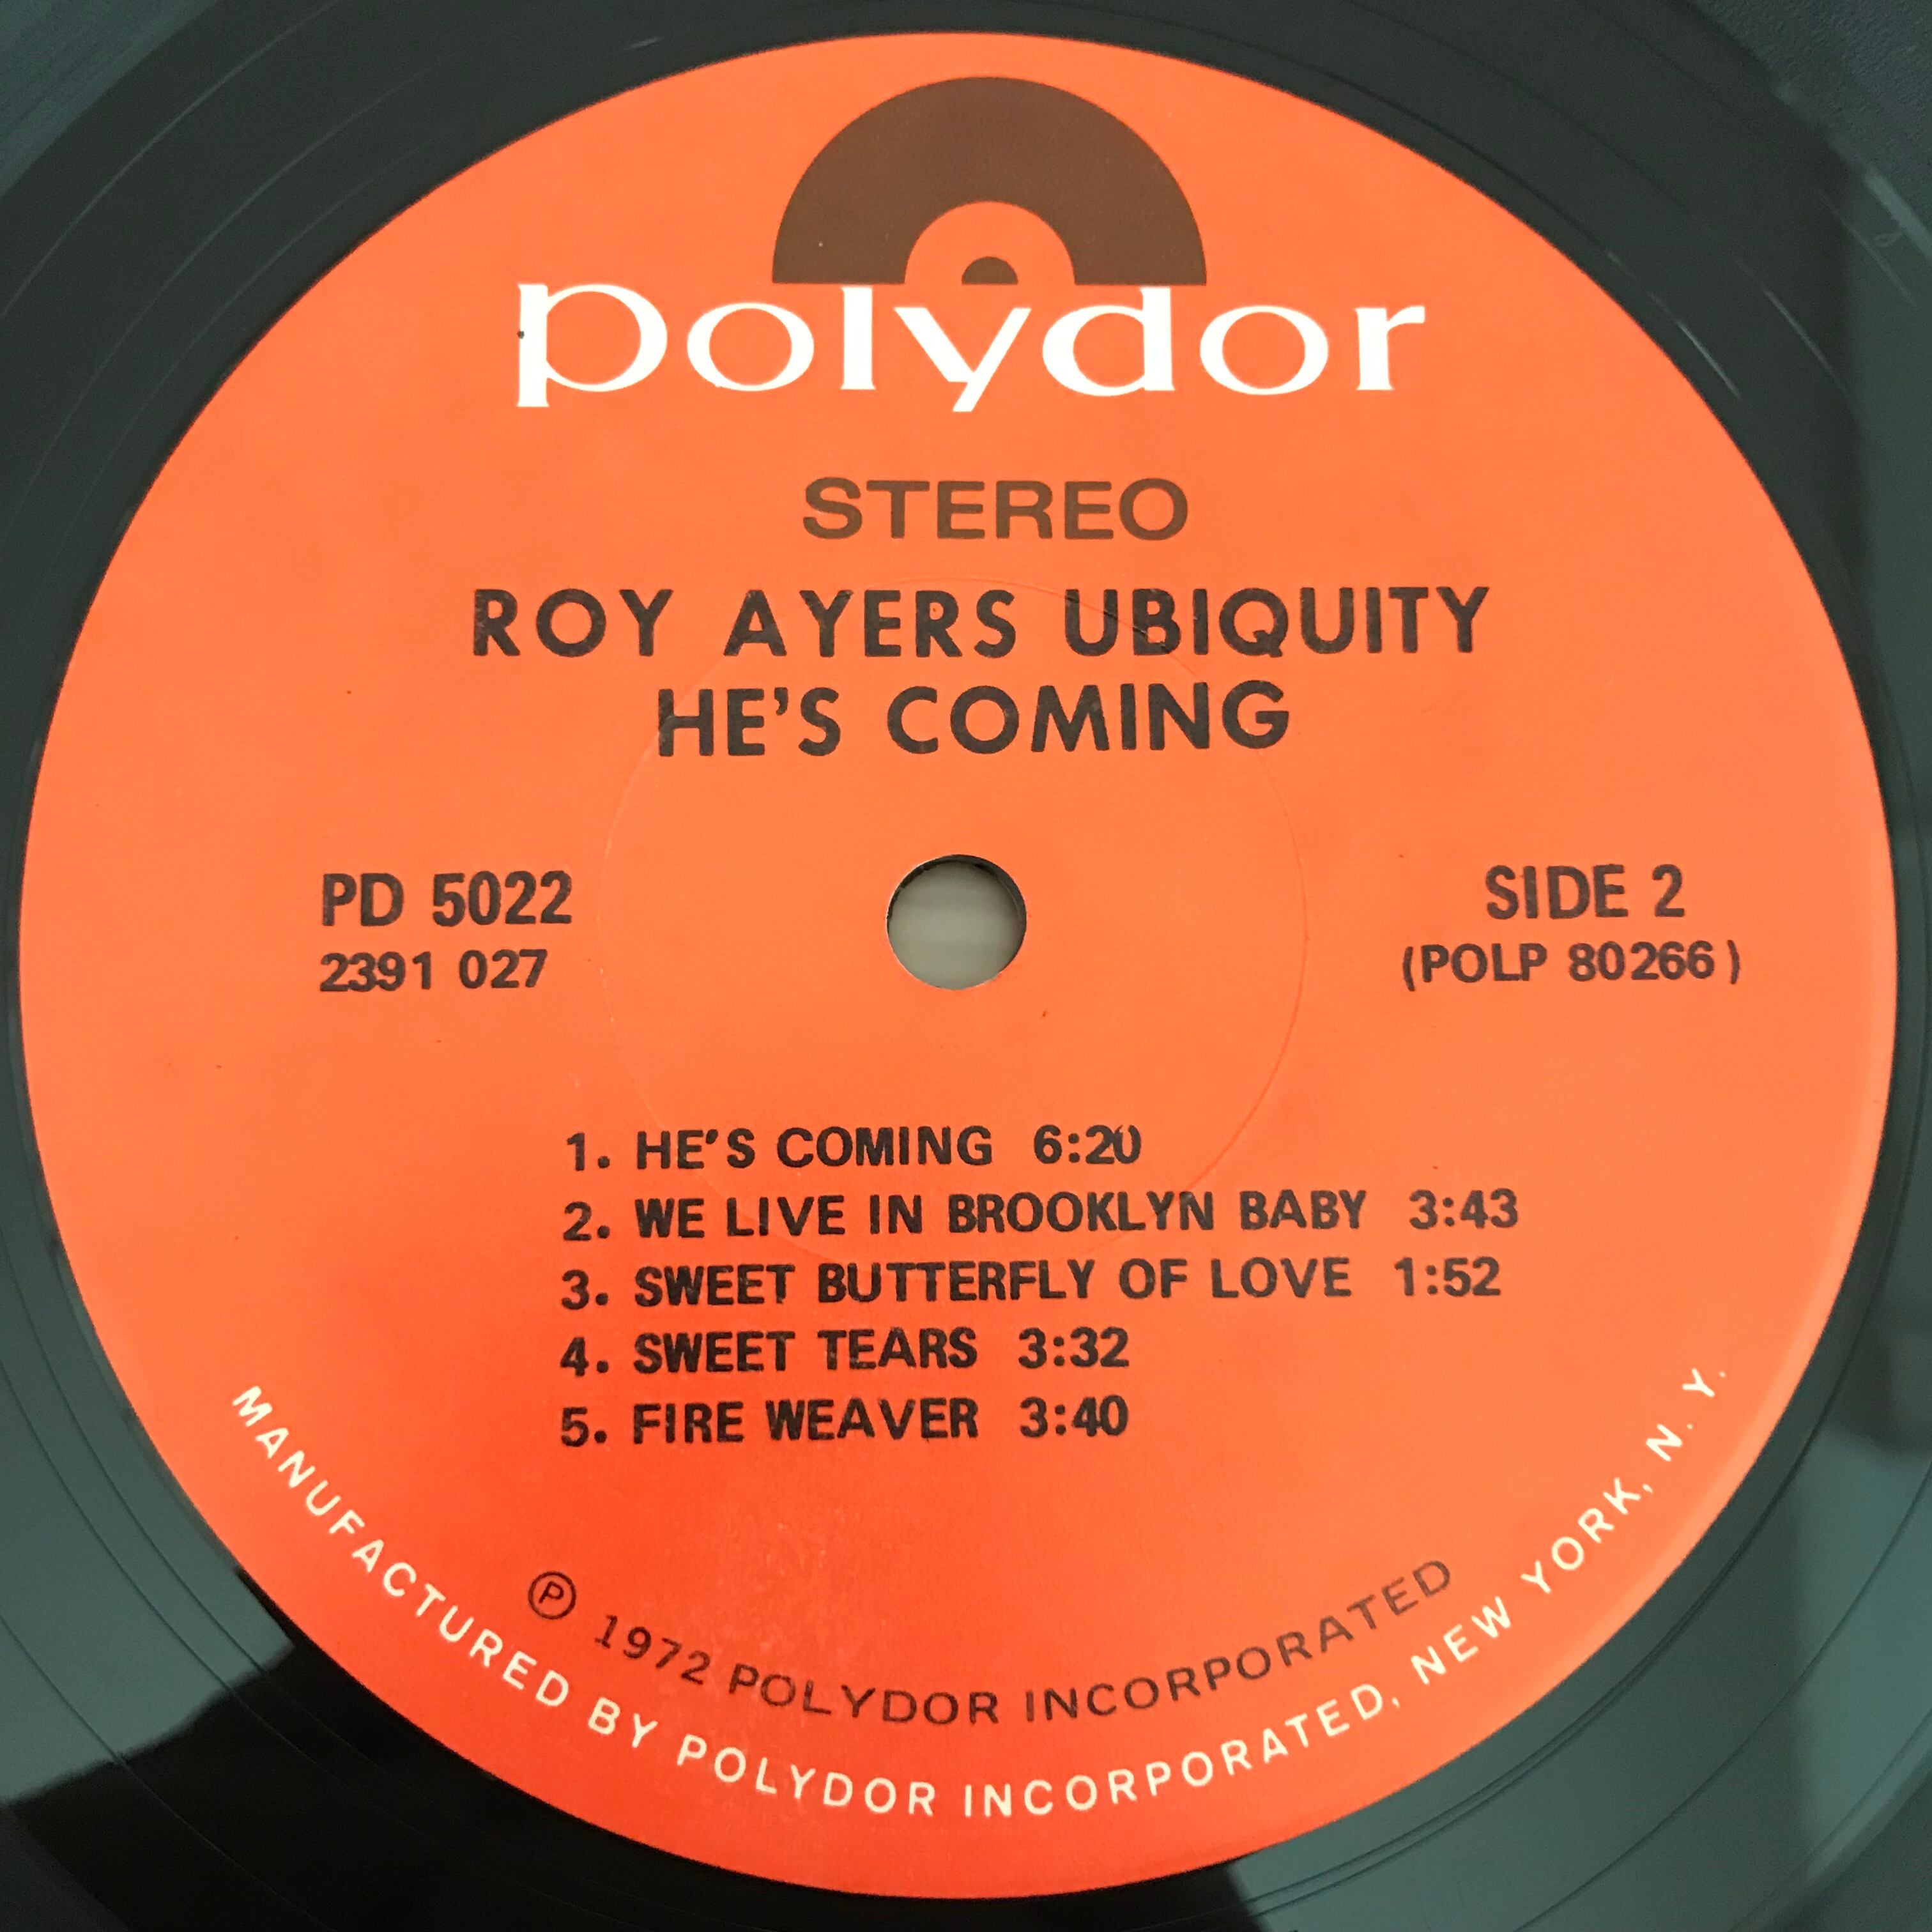 polydor
STEREO
ROY AYERS UBIQUITY
HE'S COMING
PD 5022
2391 027
SIDE 2
(POLP 80266)
1. HE'S COMING 6:20
2. WE LIVE IN BROOKLYN BABY 3:43
3. SWEET BUTTERFLY OF LOVE 1:52
4. SWEET TEARS 3:32
5. FIRE WEAVER 3:40
Ⓟ 1972 POLYDOR INCORPORATED
MANUFACTURED BY POLYDOR INCORPORATED, NEW YORK, N. Y.